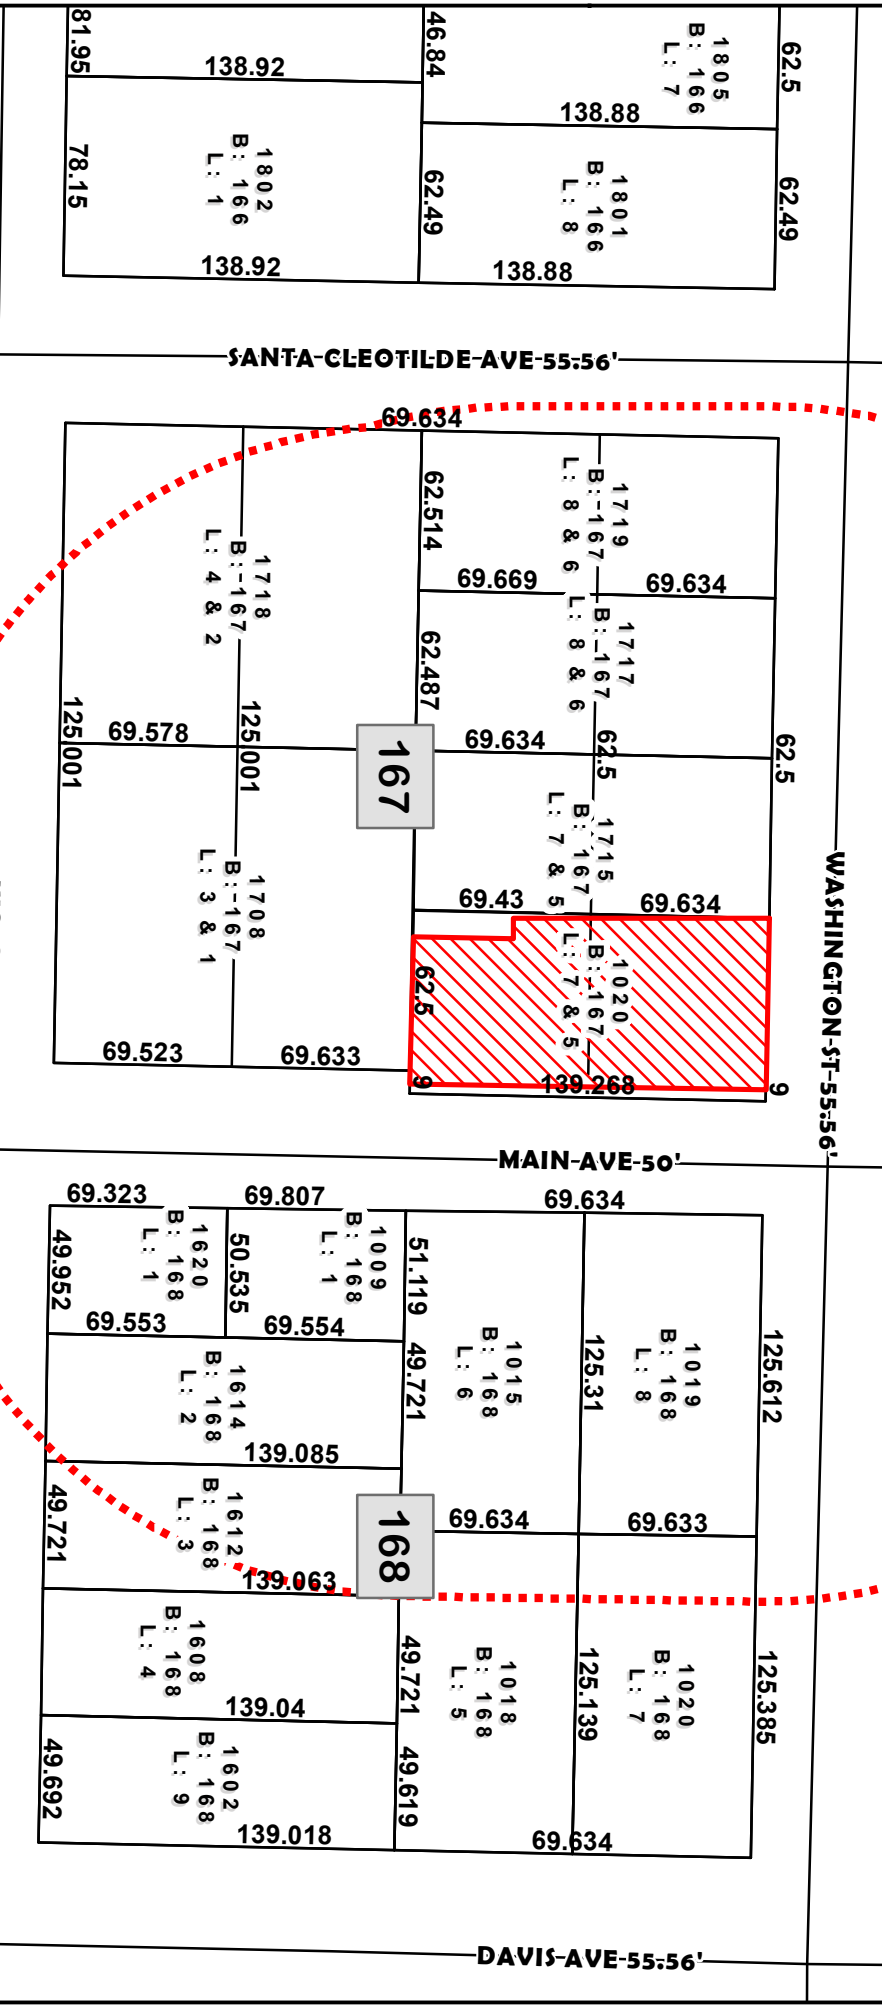 81.95
46.84
62.5
1805
B: 166
L: 7
138.92
138.88
78.15
1802
B: 166
L: 1
62.49
1801
B: 166
L: 8
62.49
138.92
138.88
SANTA-CLEOTILDE-AVE-55.56'
69.634
62.514
1719
B:-167
L: 8 & 6
69.669
69.634
1718
B:-167
L: 4 & 2
62.487
1717
B:-167
L: 8 & 6
125.001
69.578
125.001
167
69.634
62.5
62.5
1715
B: 167
L: 7 & 5
1708
B:-167
L: 3 & 1
69.43
69.634
WASHINGTON-ST-55.56'
62.5
1020
B:-167
L: 7 & 5
69.523
69.633
9
139.268
9
MAIN-AVE-50'
69.323
69.807
69.634
49.952
1620
B: 168
L: 1
50.535
1009
B: 168
L: 1
51.119
69.553
69.554
49.721
1015
B: 168
L: 6
125.31
1019
B: 168
L: 8
125.612
1614
B: 168
L: 2
139.085
49.721
1612
B: 168
L: 3
168
69.634
69.633
139.063
1608
B: 168
L: 4
49.721
1018
B: 168
L: 5
125.139
1020
B: 168
L: 7
125.385
139.04
49.692
1602
B: 168
L: 9
49.619
139.018
69.634
DAVIS-AVE-55.56'